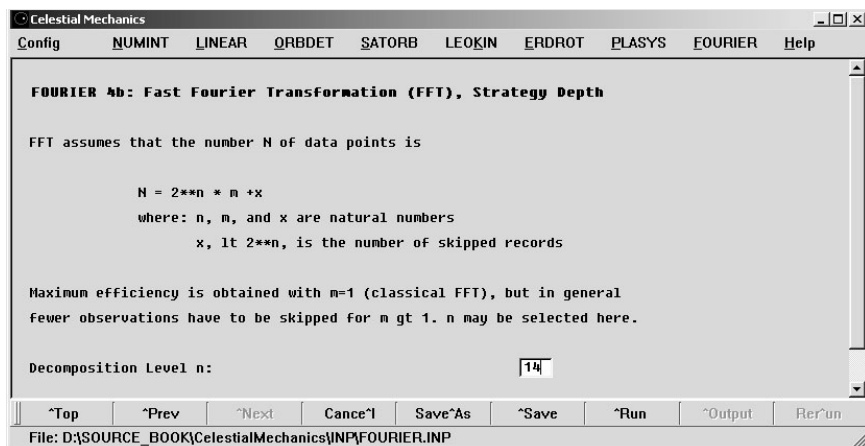 Celestial Mechanics
Config NUMINT LINEAR ORBDET SATORB LEOKIN ERDROT PLASYS FOURIER Help
FOURIER 4b: Fast Fourier Transformation (FFT), Strategy Depth
FFT assumes that the number N of data points is
N = 2**n * m +x
where: n, m, and x are natural numbers
x, lt 2**n, is the number of skipped records
Maximum efficiency is obtained with m=1 (classical FFT), but in general
fewer observations have to be skipped for m gt 1. n may be selected here.
Decomposition Level n: 14
^Top ^Prev ^Next Cance^l Save^As ^Save ^Run ^Output Rer^un
File: D:\SOURCE_BOOK\CelestialMechanics\INP\FOURIER.INP